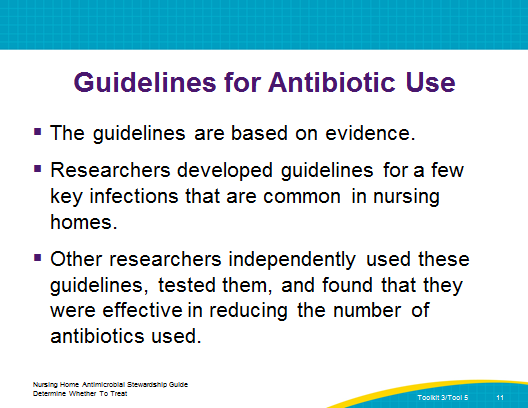 Guidelines for Antibiotic Use
▪ The guidelines are based on evidence.
▪ Researchers developed guidelines for a few
key infections that are common in nursing
homes.
▪ Other researchers independently used these
guidelines, tested them, and found that they
were effective in reducing the number of
antibiotics used.
Nursing Home Antimicrobial Stewardship Guide
Determine Whether To Treat
Toolkit 3/Tool 5 11